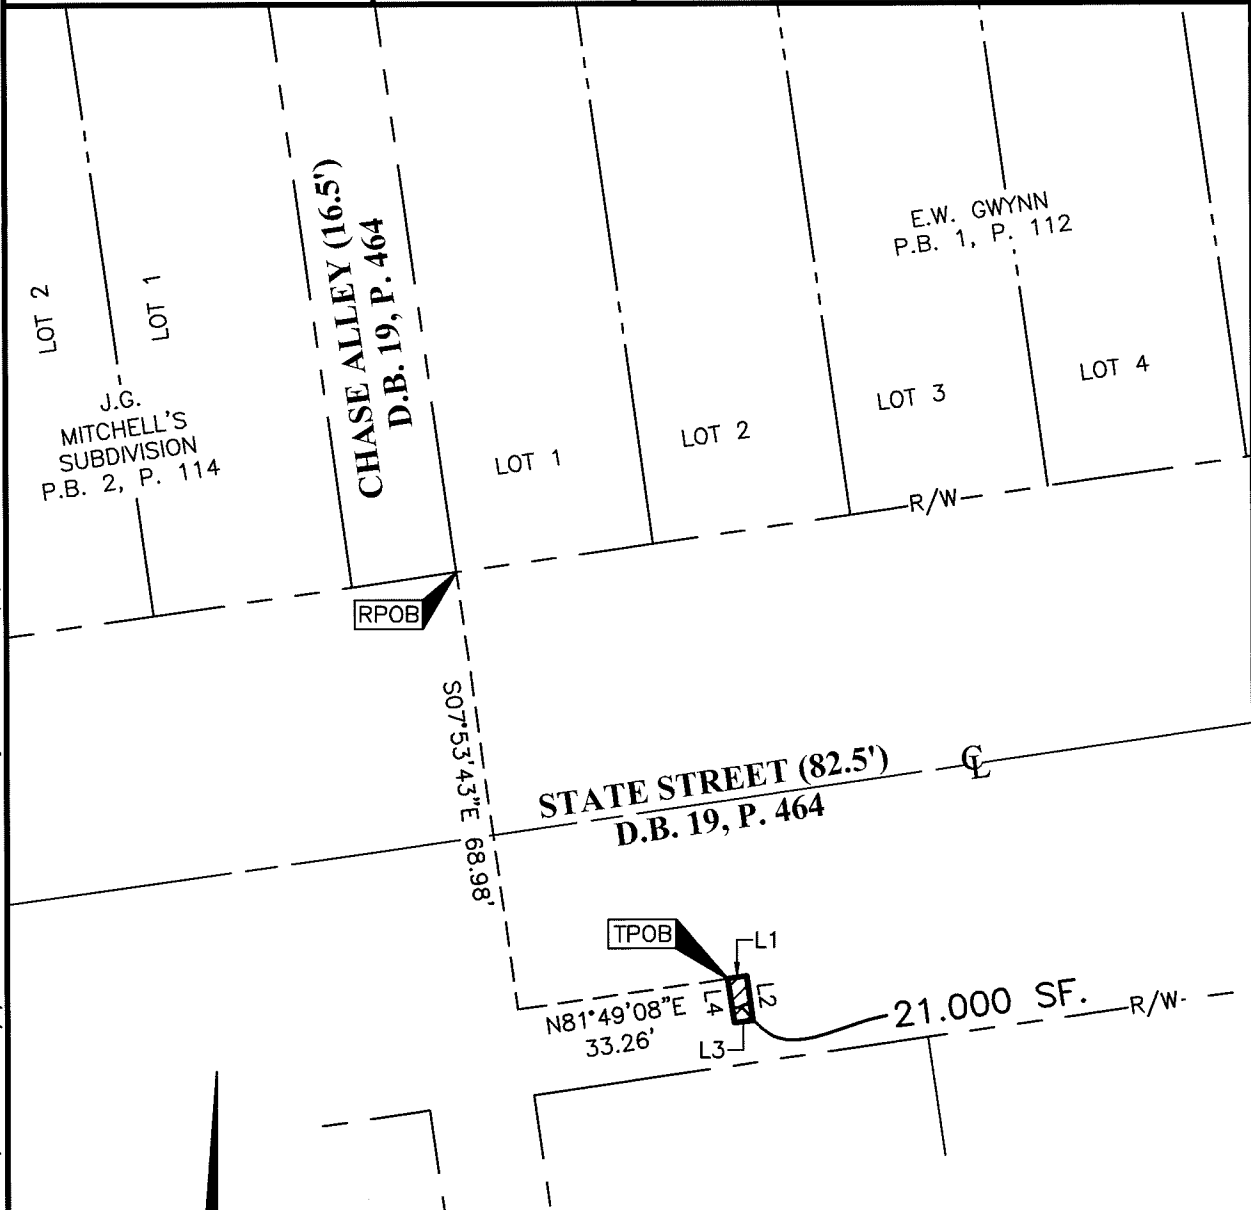 LOT 2
LOT 1
J.G.
MITCHELL'S
SUBDIVISION
P.B. 2, P. 114
CHASE ALLEY (16.5')
D.B. 19, P. 464
E.W. GWYNN
P.B. 1, P. 112
LOT 1
LOT 2
LOT 3
LOT 4
R/W
RPOB
S07°53'43"E 68.98'
STATE STREET (82.5')
D.B. 19, P. 464
CL
TPOB
L1
L2
L4
L3
N81°49'08"E
33.26'
21.000 SF.
R/W